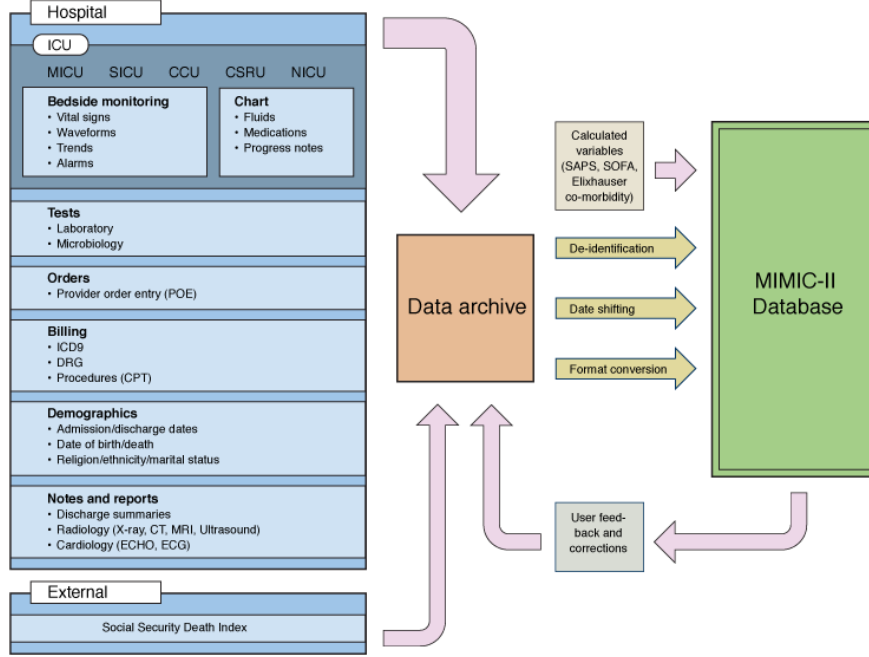 Hospital
ICU
MICU SICU CCU CSRU NICU
Bedside monitoring
• Vital signs
• Waveforms
• Trends
• Alarms
Chart
• Fluids
• Medications
• Progress notes
Tests
• Laboratory
• Microbiology
Orders
• Provider order entry (POE)
Billing
• ICD9
• DRG
• Procedures (CPT)
Demographics
• Admission/discharge dates
• Date of birth/death
• Religion/ethnicity/marital status
Notes and reports
• Discharge summaries
• Radiology (X-ray, CT, MRI, Ultrasound)
• Cardiology (ECHO, ECG)
External
Social Security Death Index
Data archive
Calculated
variables
(SAPS, SOFA,
Elixhauser
co-morbidity)
De-identification
Date shifting
Format conversion
MIMIC-II
Database
User feed-
back and
corrections